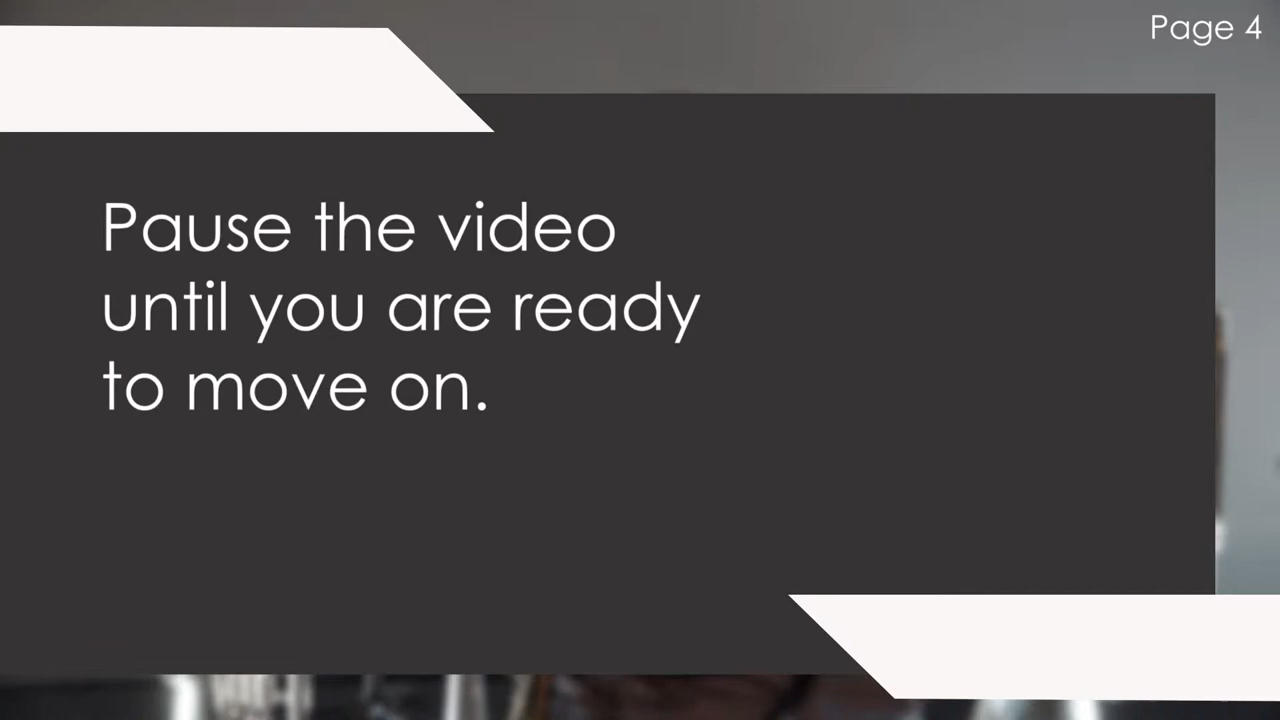 Page 4
Pause the video
until you are ready
to move on.